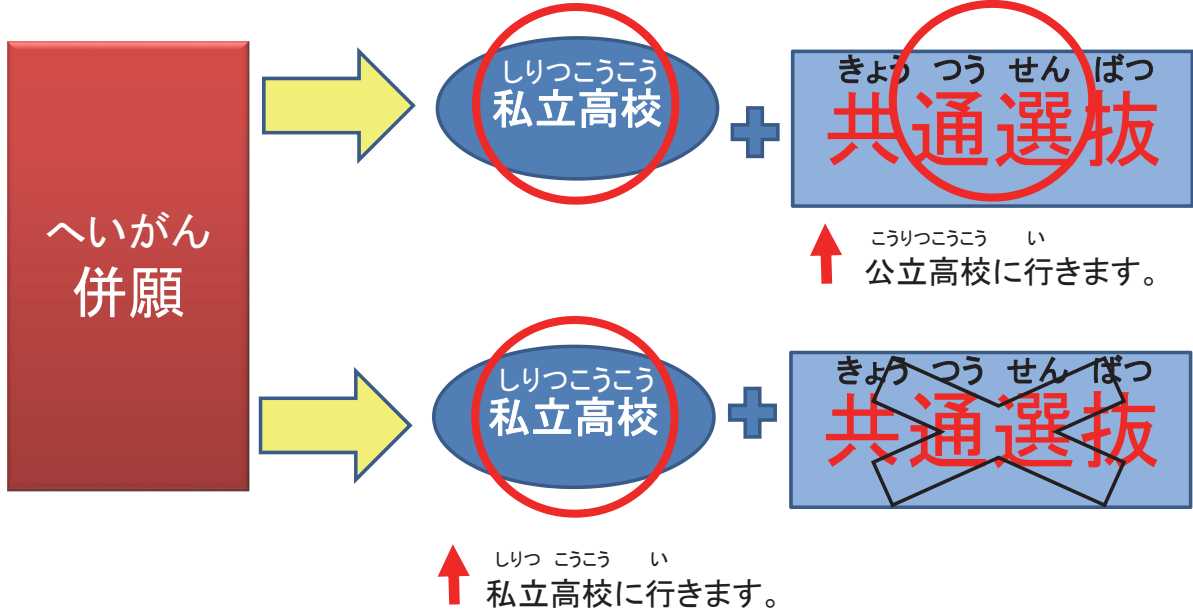 へいがん
併願
しりつこうこう
私立高校
きょう つう せん ばつ
共通選抜
こうりつこうこう い
公立高校に行きます。
しりつこうこう
私立高校
きょう つう せん ばつ
共通選抜
しりつ こうこう い
私立高校に行きます。